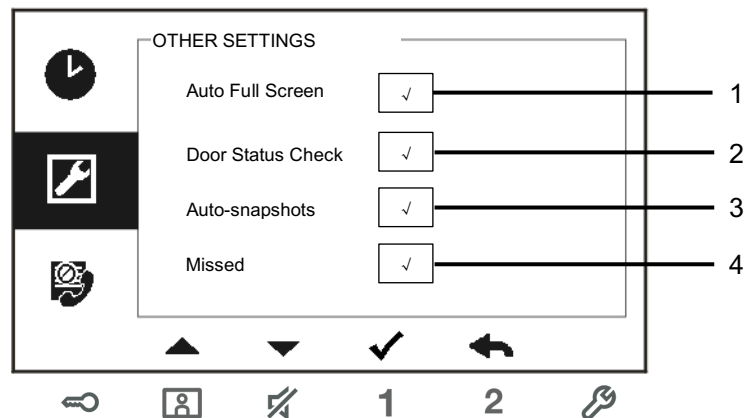 OTHER SETTINGS
Auto Full Screen √ 1
Door Status Check √ 2
Auto-snapshots √ 3
Missed √ 4
1 2